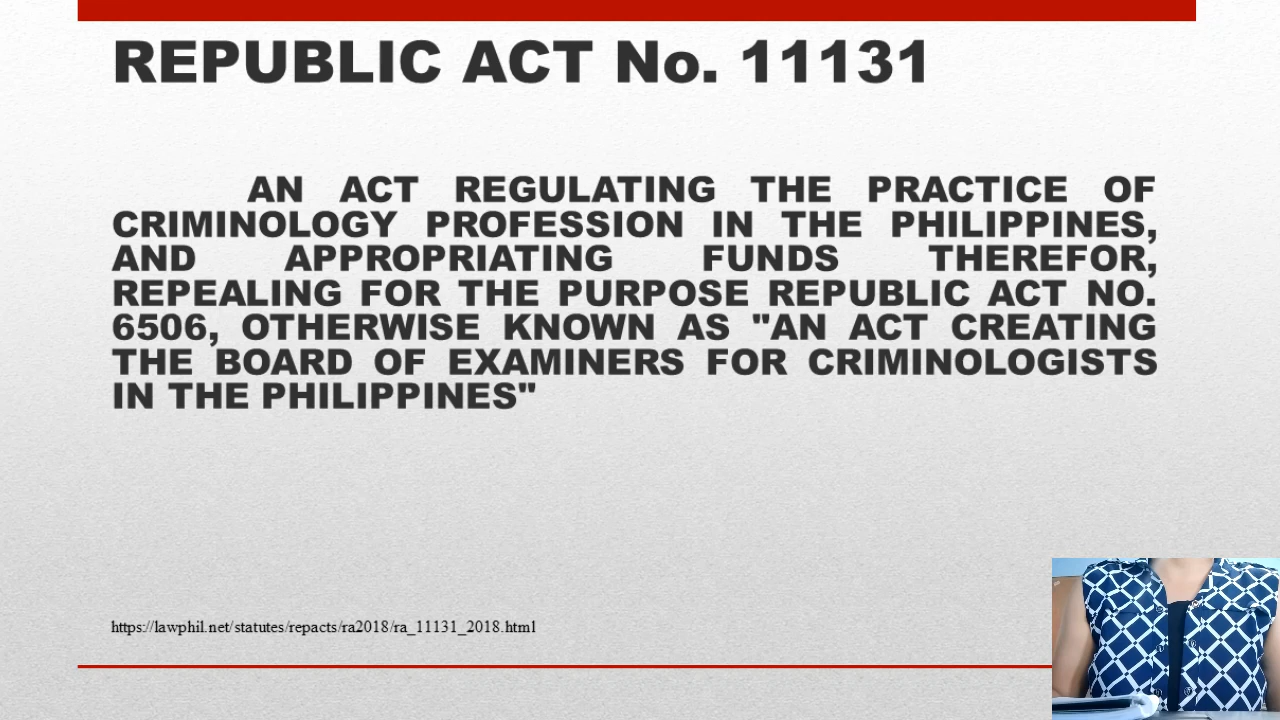 REPUBLIC ACT No. 11131
AN ACT REGULATING THE PRACTICE OF
CRIMINOLOGY PROFESSION IN THE PHILIPPINES,
AND APPROPRIATING FUNDS THEREFOR,
REPEALING FOR THE PURPOSE REPUBLIC ACT NO.
6506, OTHERWISE KNOWN AS "AN ACT CREATING
THE BOARD OF EXAMINERS FOR CRIMINOLOGISTS
IN THE PHILIPPINES"
https://lawphil.net/statutes/repacts/ra2018/ra_11131_2018.html